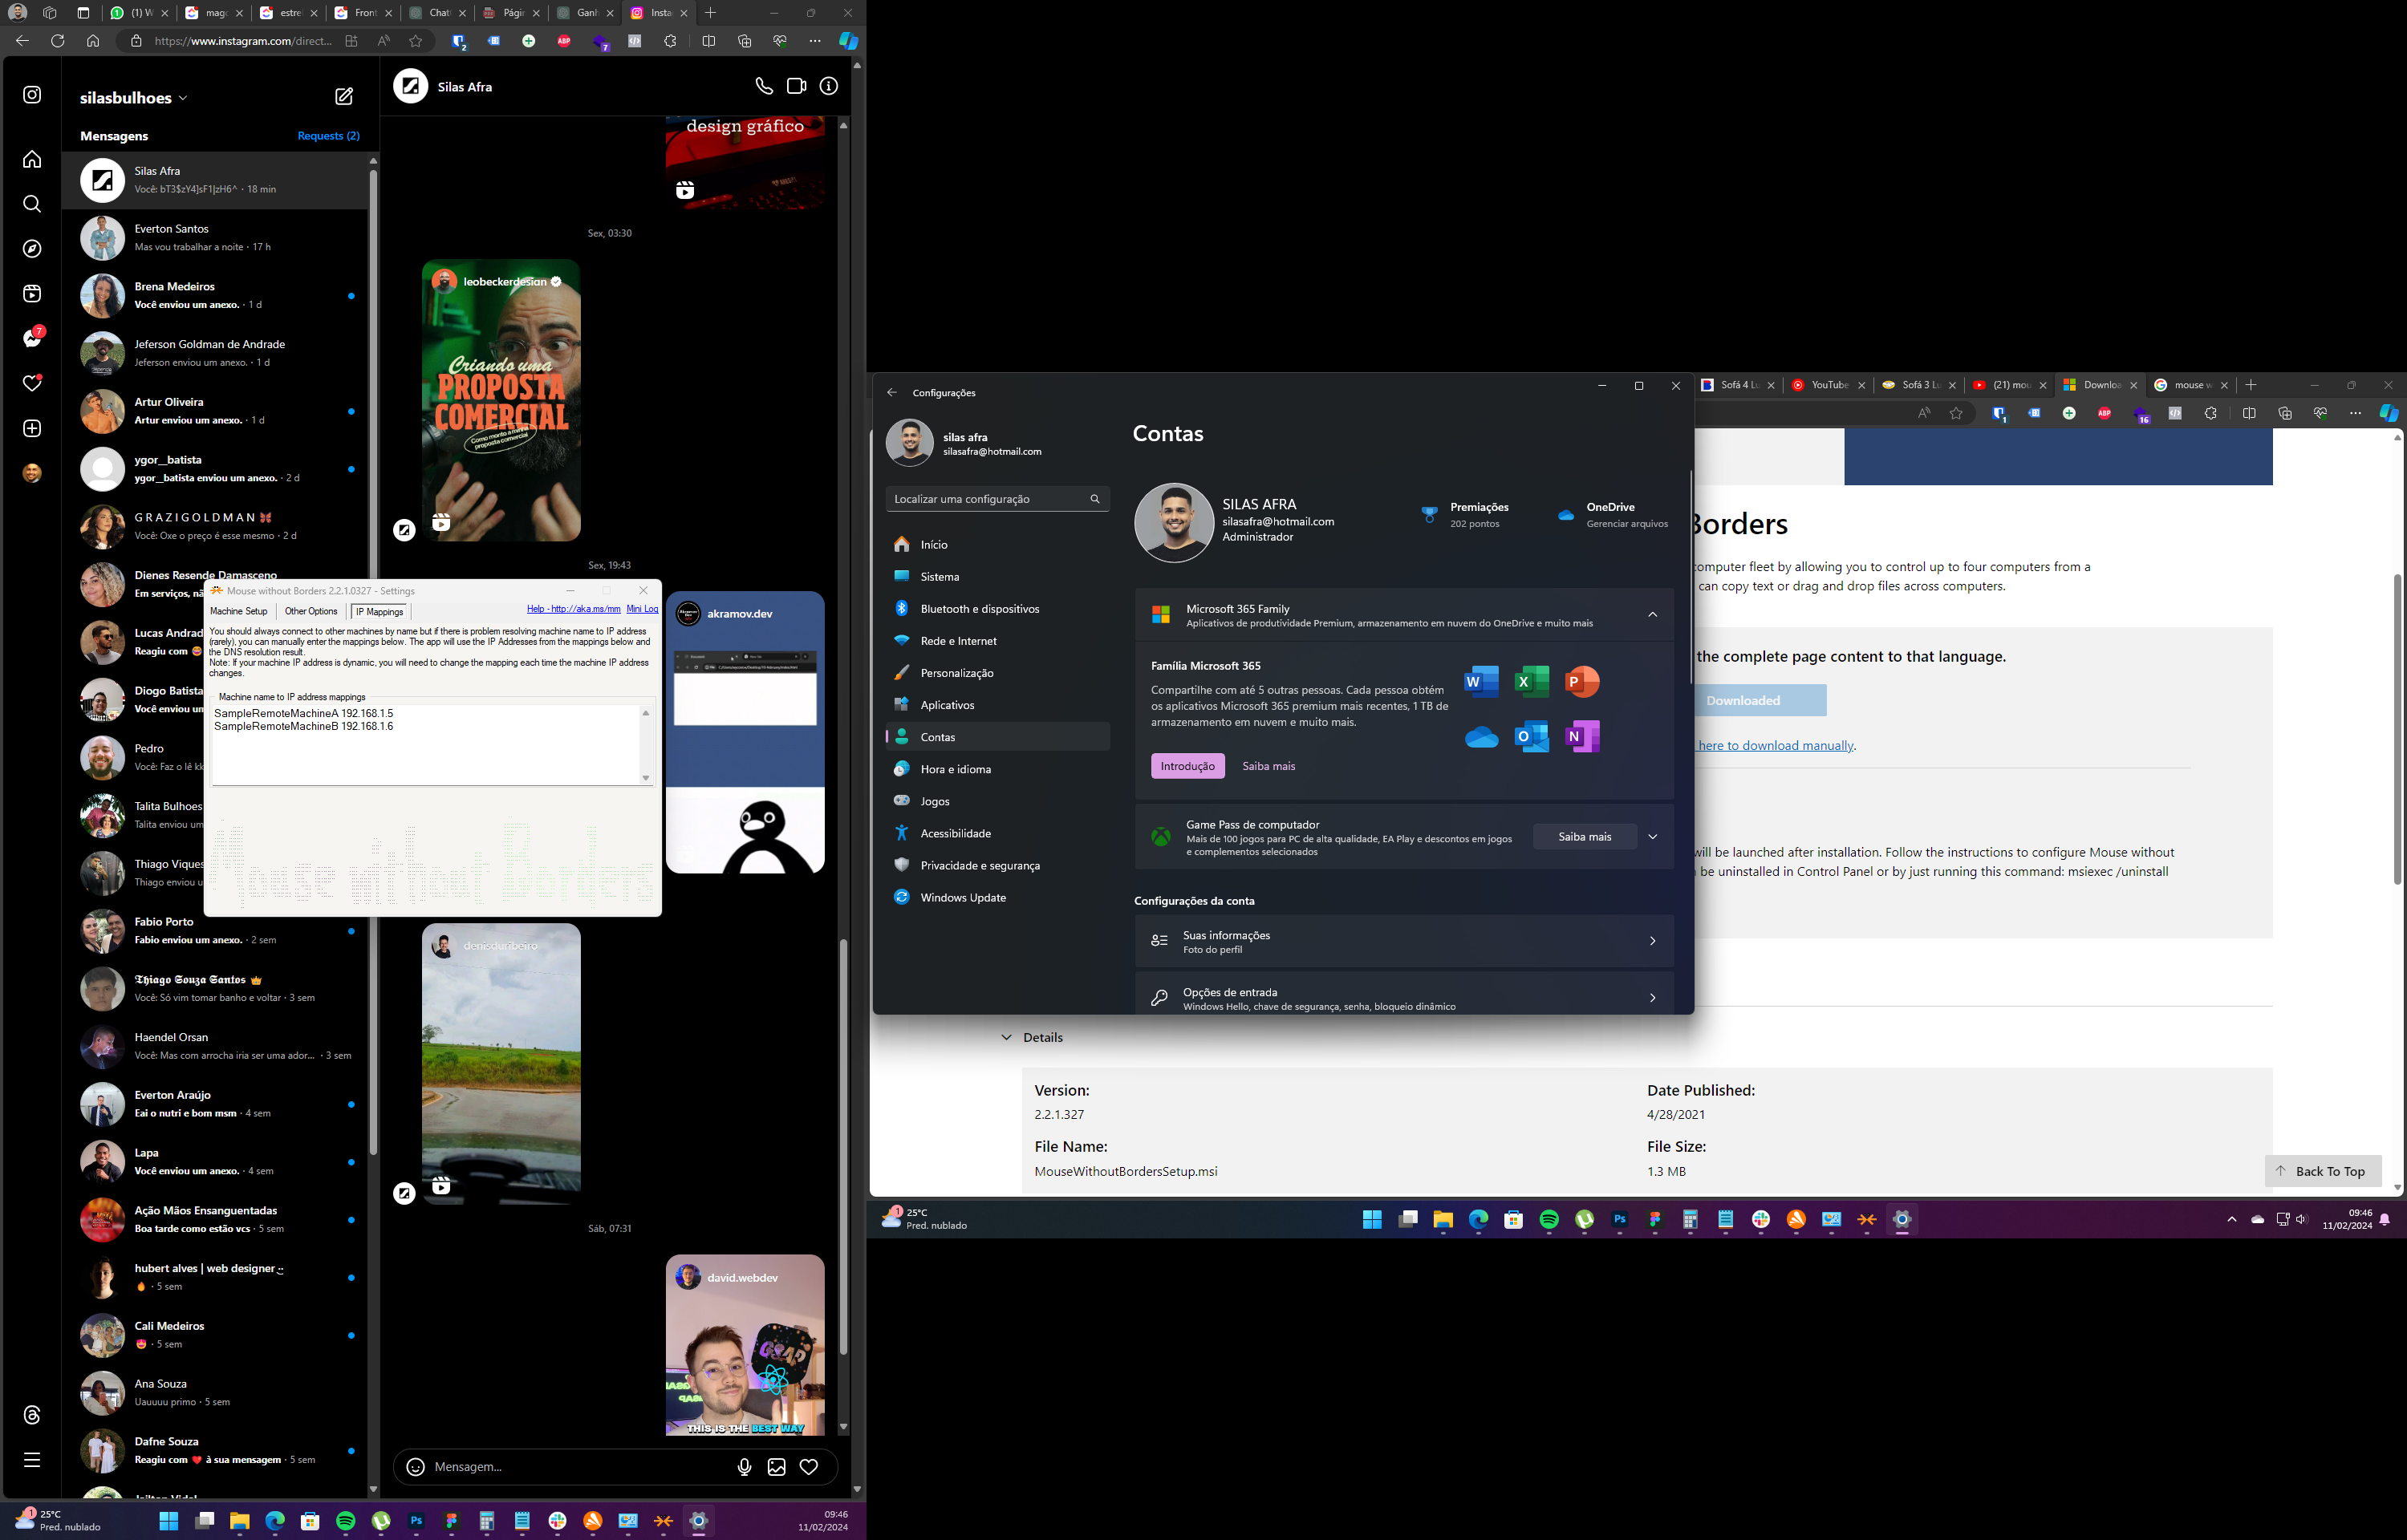 (1) W
mago
estre
Front
Chat
Págin
Ganh
Insta
https://www.instagram.com/direct...
2
ABP
7
silasbulhoes
Mensagens
Requests (2)
Silas Afra
Você: bT3$zY4]sF1|zH6^ · 18 min
Everton Santos
Mas vou trabalhar a noite · 17 h
Brena Medeiros
Você enviou um anexo. · 1 d
Jeferson Goldman de Andrade
Jeferson enviou um anexo. · 1 d
7
Artur Oliveira
Artur enviou um anexo. · 1 d
ygor__batista
ygor__batista enviou um anexo. · 2 d
G R A Z I G O L D M A N 🦋
Você: Oxe o preço é esse mesmo · 2 d
Dienes Resende Damasceno
Em serviços, nã
Lucas Andrad
Reagiu com
Diogo Batista
Você enviou um
Pedro
Você: Faz o lê kk
Talita Bulhoes
Talita enviou um
Thiago Viques
Thiago enviou u
Fabio Porto
Fabio enviou um anexo. · 2 sem
𝕿𝖍𝖎𝖆𝖌𝖔 𝕾𝖔𝖚𝖟𝖆 𝕾𝖆𝖓𝖙𝖔𝖘 👑
Você: Só vim tomar banho e voltar · 3 sem
Haendel Orsan
Você: Mas com arrocha iria ser uma ador... · 3 sem
Everton Araújo
Eai o nutri e bom msm · 4 sem
Lapa
Você enviou um anexo. · 4 sem
Ação Mãos Ensanguentadas
Boa tarde como estão vcs · 5 sem
hubert alves | web designer
🔥 · 5 sem
Cali Medeiros
😍 · 5 sem
Ana Souza
Uauuuu primo · 5 sem
Dafne Souza
Reagiu com ❤️ à sua mensagem · 5 sem
Jailton Vidal
Silas Afra
design gráfico
Sex, 03:30
leobeckerdesign
Criando uma
PROPOSTA
COMERCIAL
Como monto a minha
proposta comercial
Sex, 19:43
akramov.dev
denisduribeiro
Sáb, 07:31
david.webdev
GSAP
THIS IS THE BEST WAY
Mensagem...
Mouse without Borders 2.2.1.0327 - Settings
Machine Setup
Other Options
IP Mappings
Help - http://aka.ms/mm
Mini Log
You should always connect to other machines by name but if there is problem resolving machine name to IP address
(rarely), you can manually enter the mappings below. The app will use the IP Addresses from the mappings below and
the DNS resolution result.
Note: If your machine IP address is dynamic, you will need to change the mapping each time the machine IP address
changes.
Machine name to IP address mappings
SampleRemoteMachineA 192.168.1.5
SampleRemoteMachineB 192.168.1.6
Mouse without Borders
1
25°C
Pred. nublado
Ps
09:46
11/02/2024
Configurações
silas afra
silasafra@hotmail.com
Localizar uma configuração
Início
Sistema
Bluetooth e dispositivos
Rede e Internet
Personalização
Aplicativos
Contas
Hora e idioma
Jogos
Acessibilidade
Privacidade e segurança
Windows Update
Contas
SILAS AFRA
silasafra@hotmail.com
Administrador
Premiações
202 pontos
OneDrive
Gerenciar arquivos
Microsoft 365 Family
Aplicativos de produtividade Premium, armazenamento em nuvem do OneDrive e muito mais
Família Microsoft 365
Compartilhe com até 5 outras pessoas. Cada pessoa obtém
os aplicativos Microsoft 365 premium mais recentes, 1 TB de
armazenamento em nuvem e muito mais.
W
X
P
O
N
Introdução
Saiba mais
Game Pass de computador
Mais de 100 jogos para PC de alta qualidade, EA Play e descontos em jogos
e complementos selecionados
Saiba mais
Configurações da conta
Suas informações
Foto do perfil
Opções de entrada
Windows Hello, chave de segurança, senha, bloqueio dinâmico
Sofá 4 Lu
YouTube
Sofá 3 Lu
(21) mou
Downloa
mouse w
1
ABP
16
Borders
computer fleet by allowing you to control up to four computers from a
can copy text or drag and drop files across computers.
the complete page content to that language.
Downloaded
here to download manually.
will be launched after installation. Follow the instructions to configure Mouse without
be uninstalled in Control Panel or by just running this command: msiexec /uninstall
Details
Version:
2.2.1.327
Date Published:
4/28/2021
File Name:
MouseWithoutBordersSetup.msi
File Size:
1.3 MB
Back To Top
1
25°C
Pred. nublado
Ps
09:46
11/02/2024